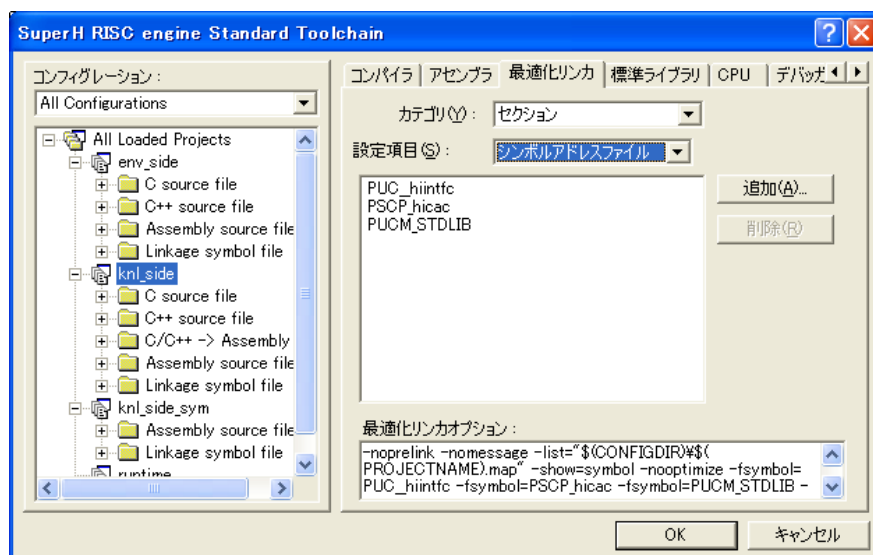 SuperH RISC engine Standard Toolchain
コンフィグレーション :
All Configurations
All Loaded Projects
env_side
C source file
C++ source file
Assembly source file
Linkage symbol file
knl_side
C source file
C++ source file
C/C++ -> Assembly
Assembly source file
Linkage symbol file
knl_side_sym
Assembly source file
Linkage symbol file
runtime
コンパイラ アセンブラ 最適化リンカ 標準ライブラリ CPU デバッガ
カテゴリ(Y) : セクション
設定項目(S) : シンボルアドレスファイル
PUC__hiintfc
PSCP_hicac
PUCM_STDLIB
追加(A)...
削除(R)
最適化リンカオプション :
-noprelink -nomessage -list="$(CONFIGDIR)¥$(
PROJECTNAME).map" -show=symbol -nooptimize -fsymbol=
PUC__hiintfc -fsymbol=PSCP_hicac -fsymbol=PUCM_STDLIB -
OK キャンセル